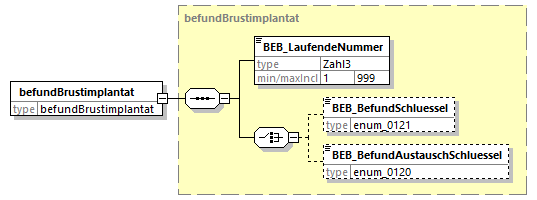 befundBrustimplantat
BEB_LaufendeNummer
type Zahl3
min/maxIncl 1 999
befundBrustimplantat
type befundBrustimplantat
BEB_BefundSchluessel
type enum_0121
BEB_BefundAustauschSchluessel
type enum_0120